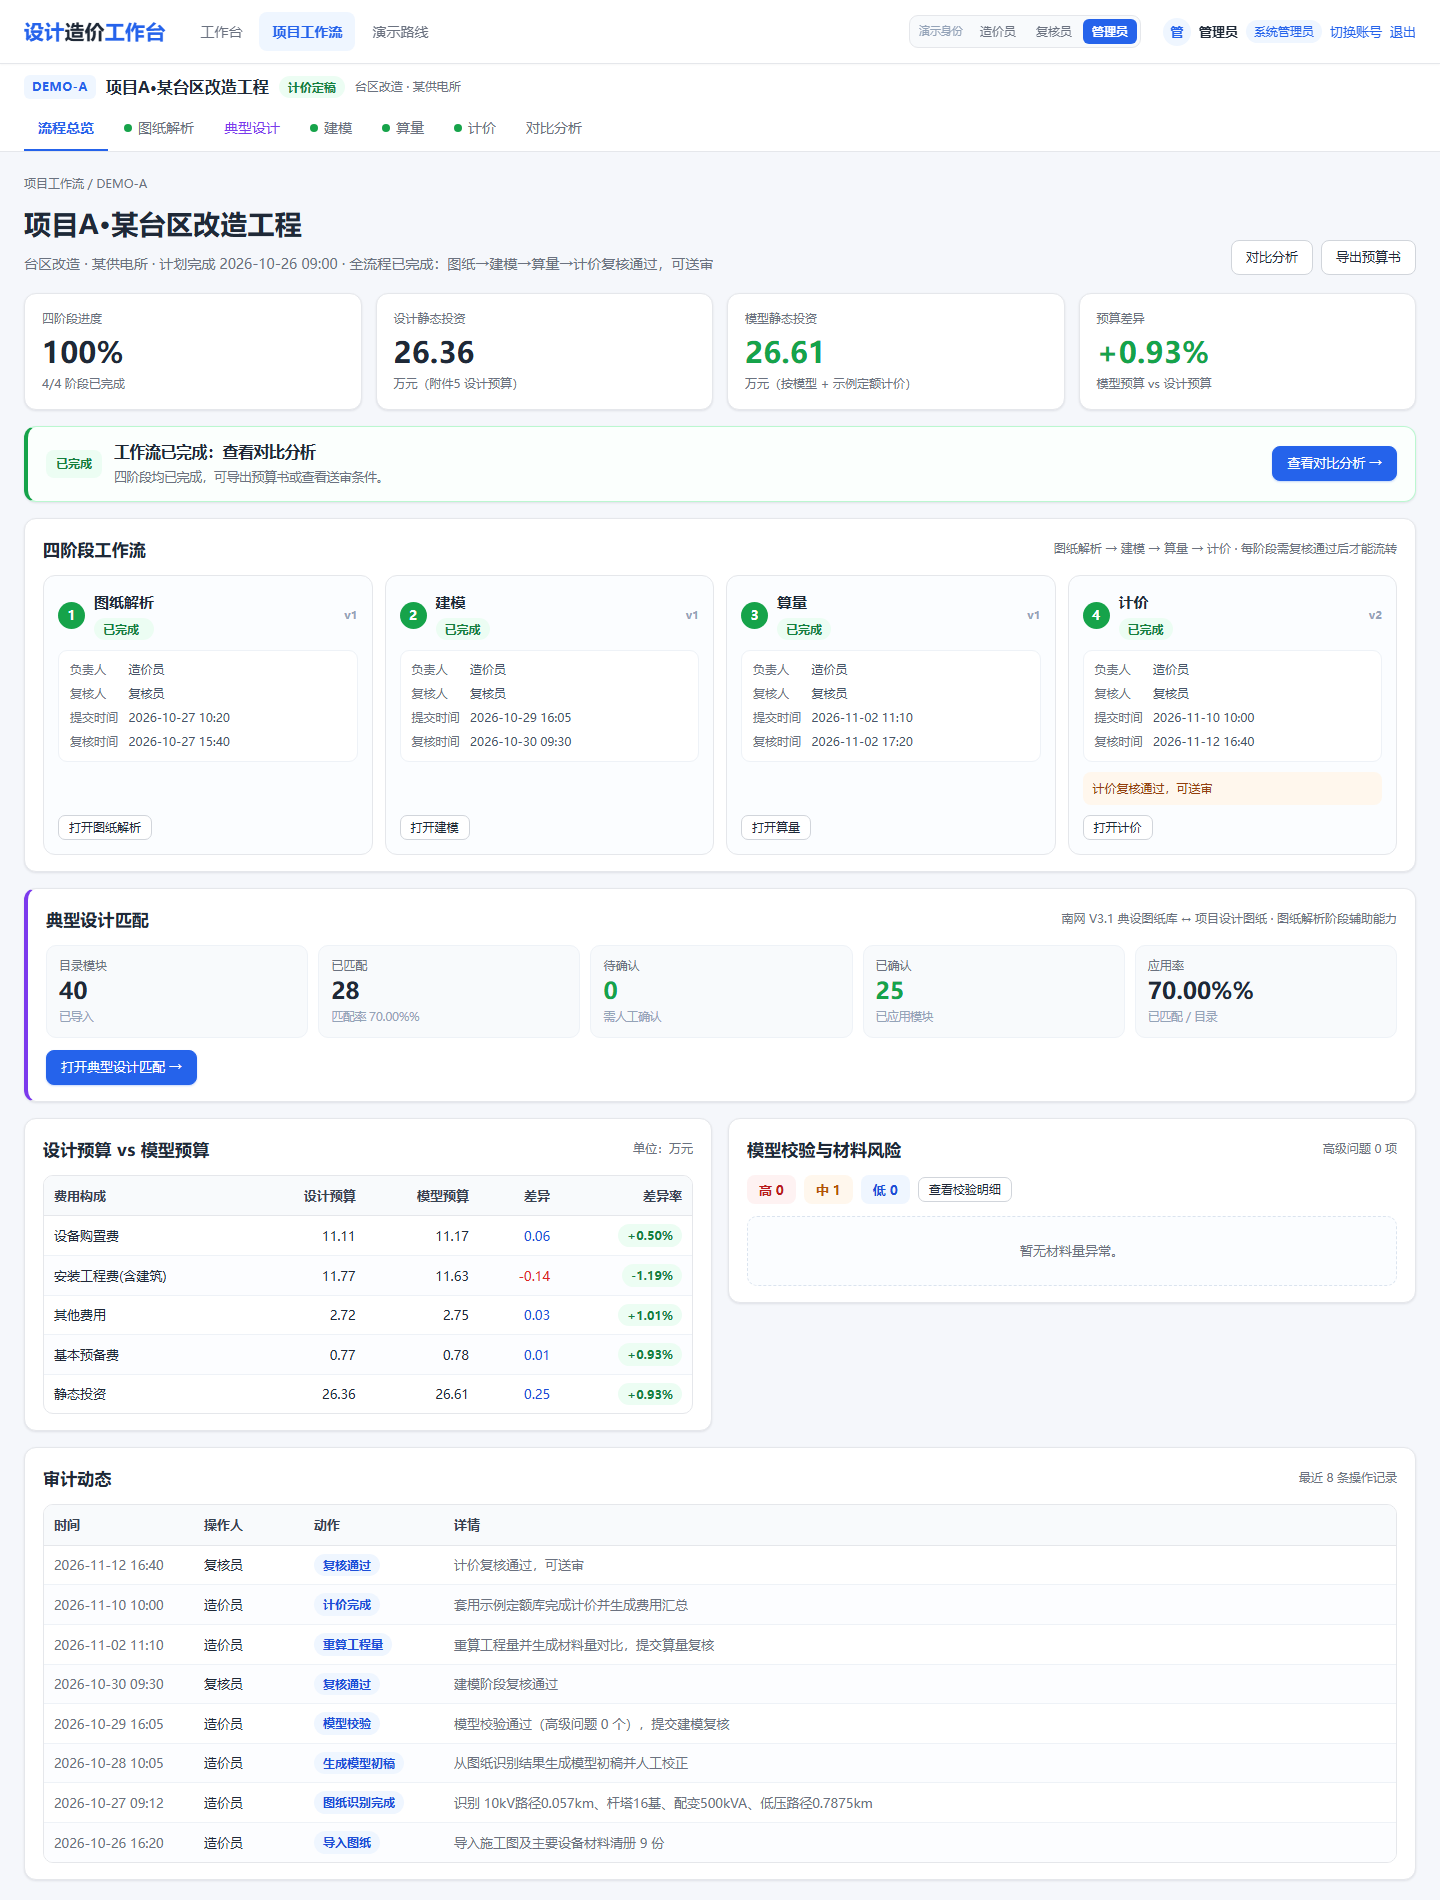 设计造价工作台 工作台 项目工作流 演示路线 演示身份 造价员 复核员 管理员 管 管理员 系统管理员 切换账号 退出
DEMO-A 项目A•某台区改造工程 计价定稿 台区改造 · 某供电所
流程总览 图纸解析 典型设计 建模 算量 计价 对比分析
项目工作流 / DEMO-A
项目A•某台区改造工程
台区改造 · 某供电所 · 计划完成 2026-10-26 09:00 · 全流程已完成：图纸→建模→算量→计价复核通过，可送审 对比分析 导出预算书
四阶段进度 设计静态投资 模型静态投资 预算差异
100% 26.36 26.61 +0.93%
4/4 阶段已完成 万元（附件5 设计预算） 万元（按模型 + 示例定额计价） 模型预算 vs 设计预算
已完成 工作流已完成：查看对比分析 查看对比分析 →
四阶段均已完成，可导出预算书或查看送审条件。
四阶段工作流 图纸解析 → 建模 → 算量 → 计价 · 每阶段需复核通过后才能流转
1 图纸解析 v1
已完成
负责人 造价员
复核人 复核员
提交时间 2026-10-27 10:20
复核时间 2026-10-27 15:40
打开图纸解析
2 建模 v1
已完成
负责人 造价员
复核人 复核员
提交时间 2026-10-29 16:05
复核时间 2026-10-30 09:30
打开建模
3 算量 v1
已完成
负责人 造价员
复核人 复核员
提交时间 2026-11-02 11:10
复核时间 2026-11-02 17:20
打开算量
4 计价 v2
已完成
负责人 造价员
复核人 复核员
提交时间 2026-11-10 10:00
复核时间 2026-11-12 16:40
计价复核通过，可送审
打开计价
典型设计匹配 南网 V3.1 典设图纸库 ↔ 项目设计图纸 · 图纸解析阶段辅助能力
目录模块 已匹配 待确认 已确认 应用率
40 28 0 25 70.00%%
已导入 匹配率 70.00%% 需人工确认 已应用模块 已匹配 / 目录
打开典型设计匹配 →
设计预算 vs 模型预算 单位：万元
费用构成 设计预算 模型预算 差异 差异率
设备购置费 11.11 11.17 0.06 +0.50%
安装工程费(含建筑) 11.77 11.63 -0.14 -1.19%
其他费用 2.72 2.75 0.03 +1.01%
基本预备费 0.77 0.78 0.01 +0.93%
静态投资 26.36 26.61 0.25 +0.93%
模型校验与材料风险 高级问题 0 项
高 0 中 1 低 0 查看校验明细
暂无材料量异常。
审计动态 最近 8 条操作记录
时间 操作人 动作 详情
2026-11-12 16:40 复核员 复核通过 计价复核通过，可送审
2026-11-10 10:00 造价员 计价完成 套用示例定额库完成计价并生成费用汇总
2026-11-02 11:10 造价员 重算工程量 重算工程量并生成材料量对比，提交算量复核
2026-10-30 09:30 复核员 复核通过 建模阶段复核通过
2026-10-29 16:05 造价员 模型校验 模型校验通过（高级问题 0 个），提交建模复核
2026-10-28 10:05 造价员 生成模型初稿 从图纸识别结果生成模型初稿并人工校正
2026-10-27 09:12 造价员 图纸识别完成 识别 10kV路径0.057km、杆塔16基、配变500kVA、低压路径0.7875km
2026-10-26 16:20 造价员 导入图纸 导入施工图及主要设备材料清册 9 份